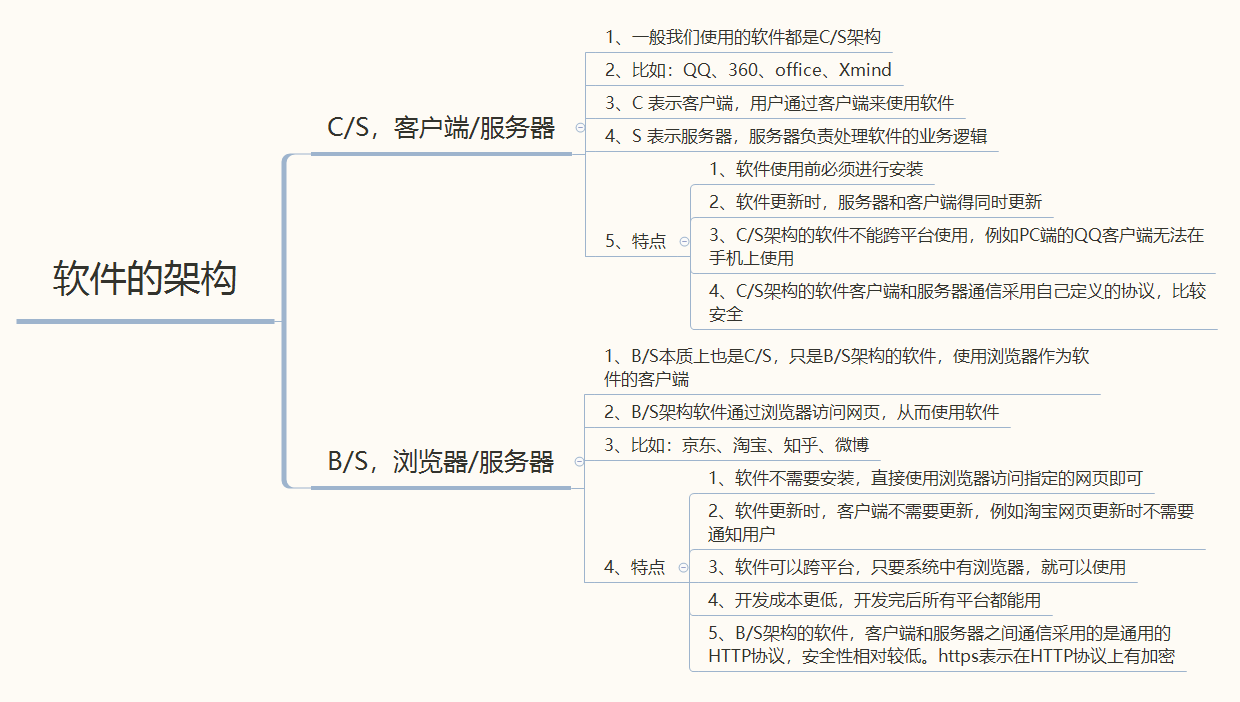 软件的架构
C/S，客户端/服务器
1、一般我们使用的软件都是C/S架构
2、比如：QQ、360、office、Xmind
3、C 表示客户端，用户通过客户端来使用软件
4、S 表示服务器，服务器负责处理软件的业务逻辑
5、特点
1、软件使用前必须进行安装
2、软件更新时，服务器和客户端得同时更新
3、C/S架构的软件不能跨平台使用，例如PC端的QQ客户端无法在
手机上使用
4、C/S架构的软件客户端和服务器通信采用自己定义的协议，比较
安全
B/S，浏览器/服务器
1、B/S本质上也是C/S，只是B/S架构的软件，使用浏览器作为软
件的客户端
2、B/S架构软件通过浏览器访问网页，从而使用软件
3、比如：京东、淘宝、知乎、微博
4、特点
1、软件不需要安装，直接使用浏览器访问指定的网页即可
2、软件更新时，客户端不需要更新，例如淘宝网页更新时不需要
通知用户
3、软件可以跨平台，只要系统中有浏览器，就可以使用
4、开发成本更低，开发完后所有平台都能用
5、B/S架构的软件，客户端和服务器之间通信采用的是通用的
HTTP协议，安全性相对较低。https表示在HTTP协议上有加密